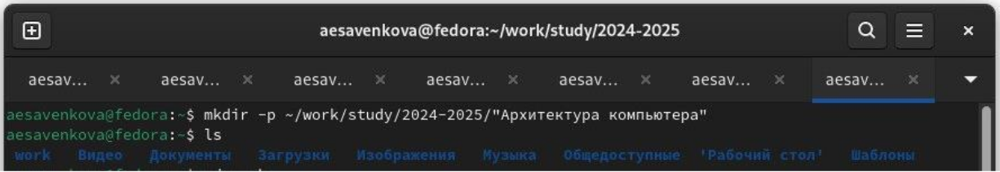 aesavenkova@fedora:~/work/study/2024-2025
aesav... aesav... aesav... aesav... aesav... aesav... aesav...
aesavenkova@fedora:~$ mkdir -p ~/work/study/2024-2025/"Архитектура компьютера"
aesavenkova@fedora:~$ ls
work Видео Документы Загрузки Изображения Музыка Общедоступные 'Рабочий стол' Шаблоны